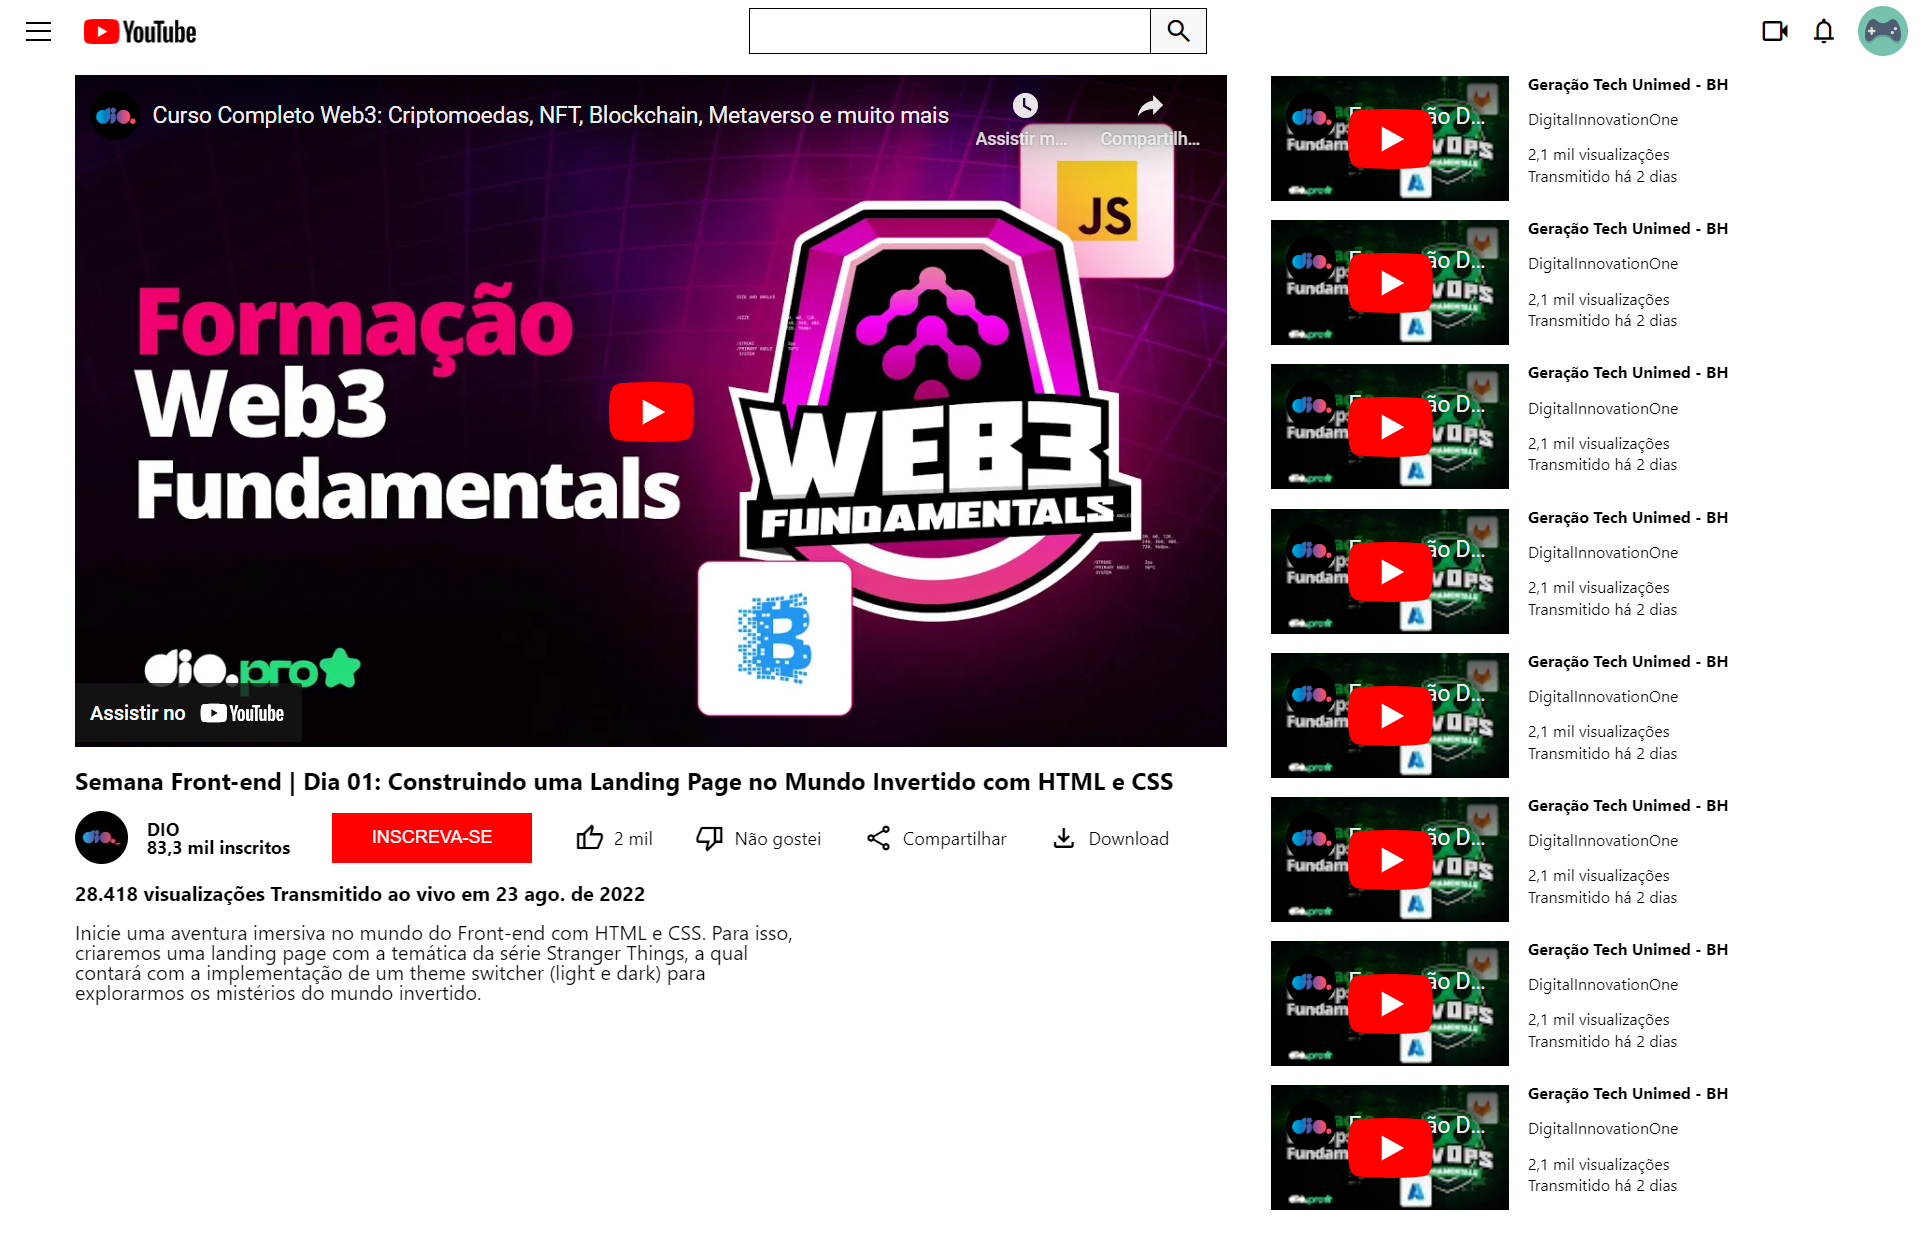 YouTube
Curso Completo Web3: Criptomoedas, NFT, Blockchain, Metaverso e muito mais
Assistir m...
Compartilh...
JS
Formação
Web3
Fundamentals
WEB3
FUNDAMENTALS
B
dio.pro
Assistir no YouTube
Semana Front-end | Dia 01: Construindo uma Landing Page no Mundo Invertido com HTML e CSS
DIO
83,3 mil inscritos
INSCREVA-SE
2 mil
Não gostei
Compartilhar
Download
28.418 visualizações Transmitido ao vivo em 23 ago. de 2022
Inicie uma aventura imersiva no mundo do Front-end com HTML e CSS. Para isso,
criaremos uma landing page com a temática da série Stranger Things, a qual
contará com a implementação de um theme switcher (light e dark) para
explorarmos os mistérios do mundo invertido.
Geração Tech Unimed - BH
DigitalInnovationOne
2,1 mil visualizações
Transmitido há 2 dias
Geração Tech Unimed - BH
DigitalInnovationOne
2,1 mil visualizações
Transmitido há 2 dias
Geração Tech Unimed - BH
DigitalInnovationOne
2,1 mil visualizações
Transmitido há 2 dias
Geração Tech Unimed - BH
DigitalInnovationOne
2,1 mil visualizações
Transmitido há 2 dias
Geração Tech Unimed - BH
DigitalInnovationOne
2,1 mil visualizações
Transmitido há 2 dias
Geração Tech Unimed - BH
DigitalInnovationOne
2,1 mil visualizações
Transmitido há 2 dias
Geração Tech Unimed - BH
DigitalInnovationOne
2,1 mil visualizações
Transmitido há 2 dias
Geração Tech Unimed - BH
DigitalInnovationOne
2,1 mil visualizações
Transmitido há 2 dias